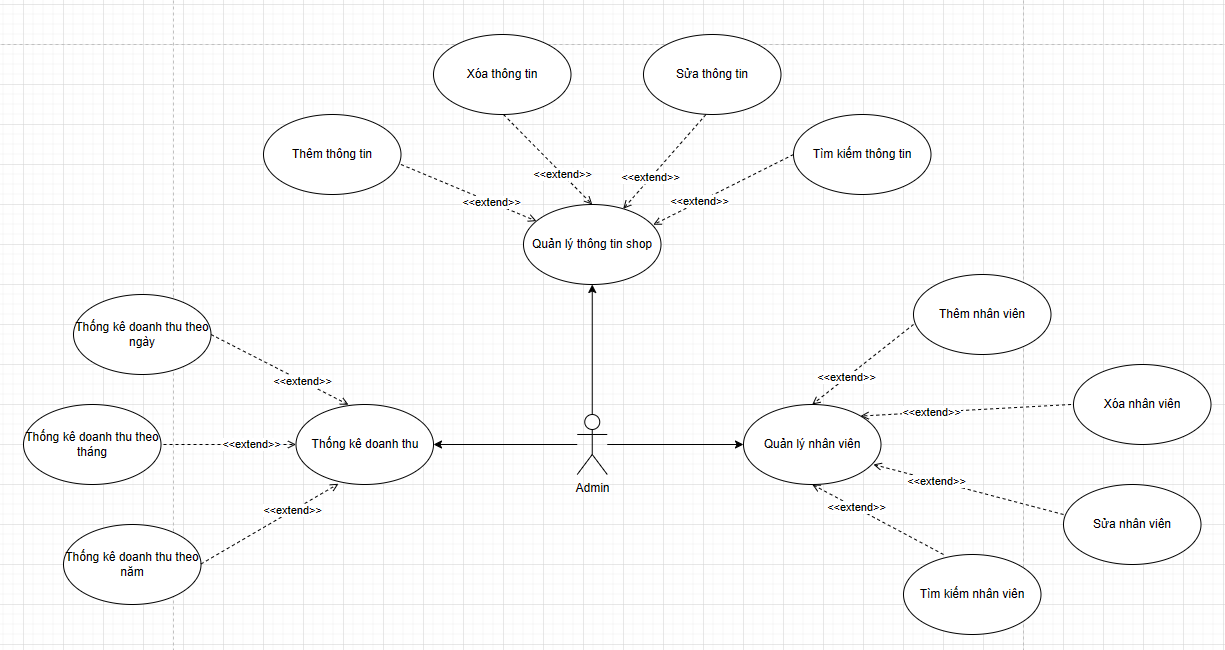 Xóa thông tin
Sửa thông tin
Thêm thông tin
Tìm kiếm thông tin
<<extend>>
<<extend>>
<<extend>>
<<extend>>
Quản lý thông tin shop
Thống kê doanh thu theo
ngày
<<extend>>
Thống kê doanh thu theo
tháng
<<extend>>
Thống kê doanh thu
Thống kê doanh thu theo
năm
<<extend>>
Admin
Thêm nhân viên
<<extend>>
Xóa nhân viên
<<extend>>
Quản lý nhân viên
<<extend>>
Sửa nhân viên
<<extend>>
Tìm kiếm nhân viên